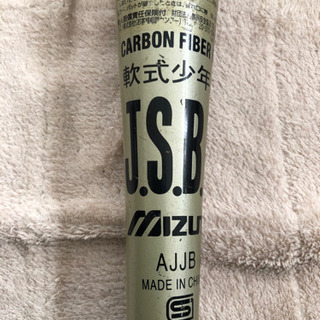 CARBON FIBER
軟式少年
J.S.B.
MIZU
AJJB
MADE IN CH
S